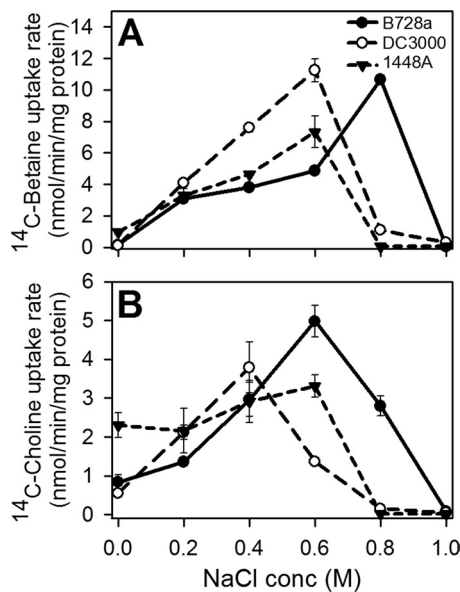 A
B728a
DC3000
1448A
14C-Betaine uptake rate
(nmol/min/mg protein)
14
12
10
8
6
4
2
0
B
14C-Choline uptake rate
(nmol/min/mg protein)
6
5
4
3
2
1
0
0.0 0.2 0.4 0.6 0.8 1.0
NaCl conc (M)